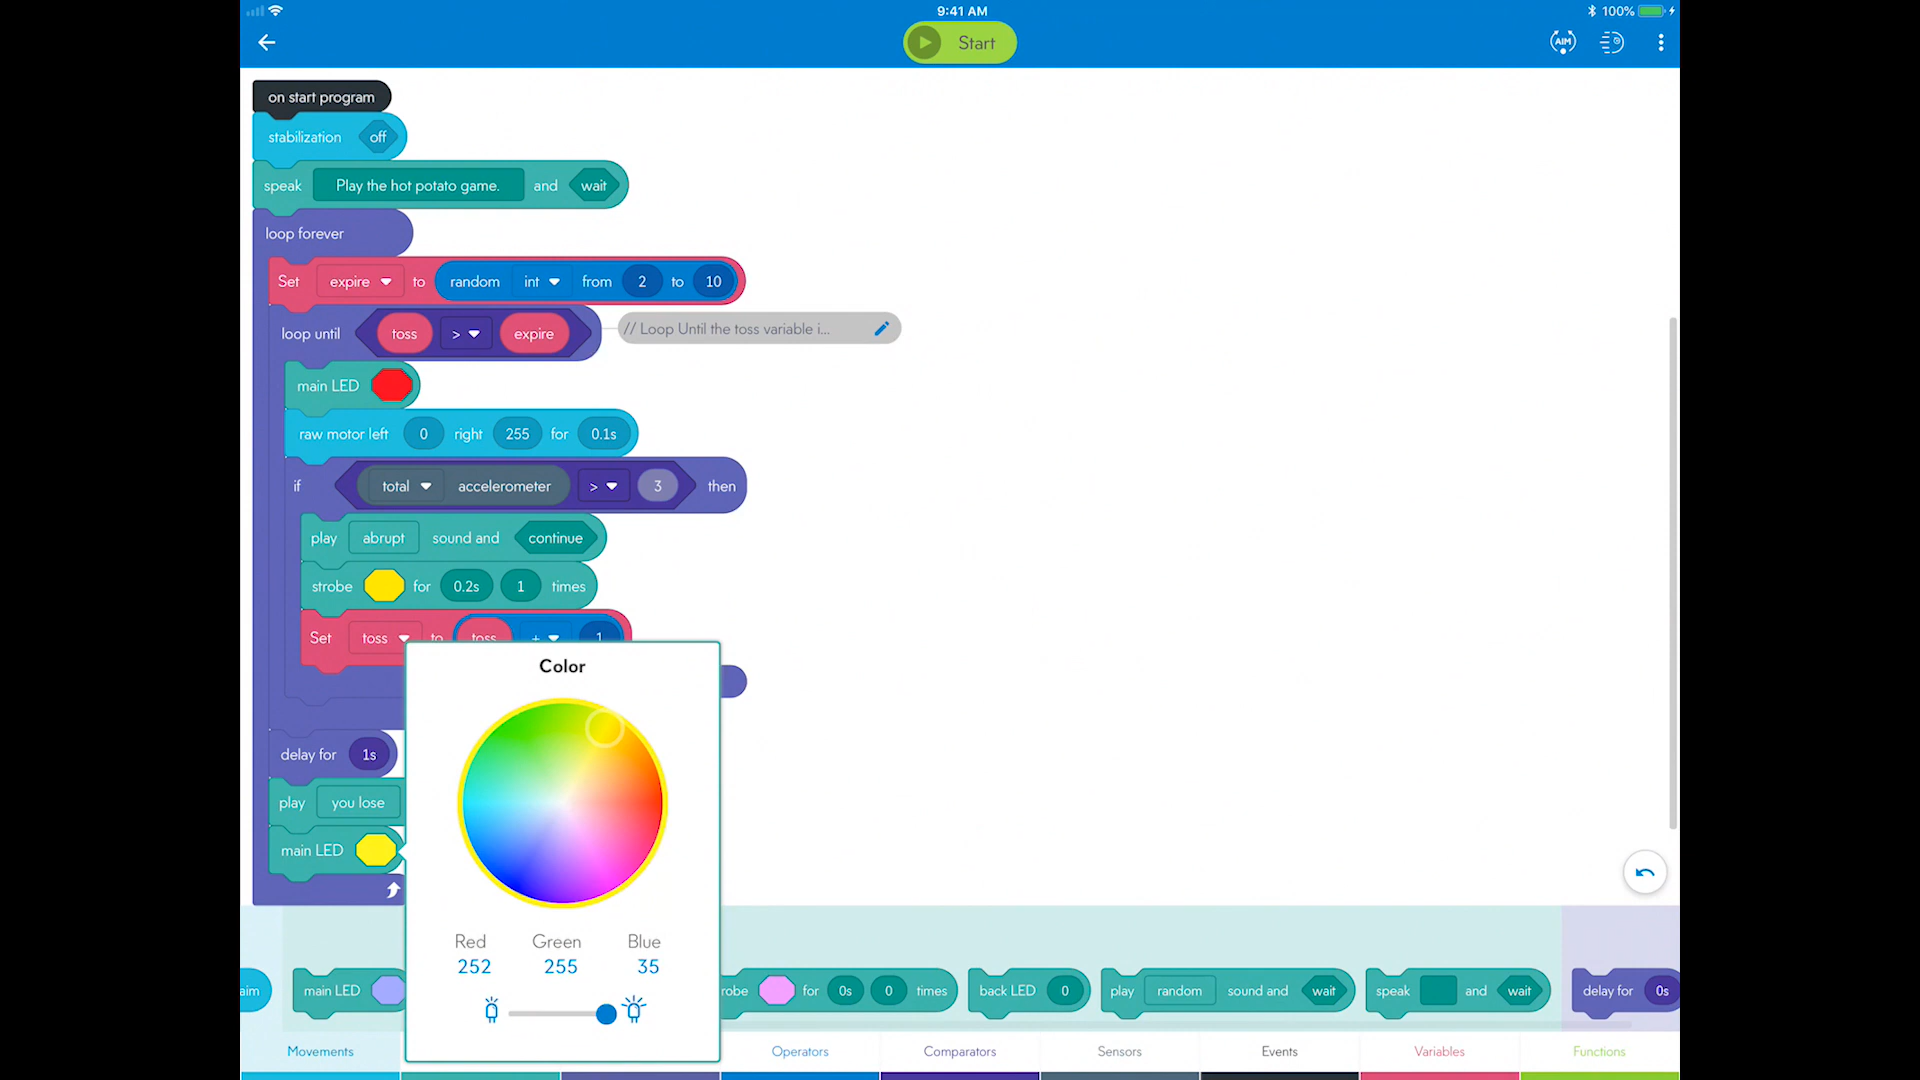 9:41 AM
100%
Start
AIM
on start program
stabilization off
speak Play the hot potato game. and wait
loop forever
Set expire to random int from 2 to 10
loop until toss > expire // Loop Until the toss variable i...
main LED
raw motor left 0 right 255 for 0.1s
if total accelerometer > 3 then
play abrupt sound and continue
strobe for 0.2s 1 times
Set toss to toss + 1
Color
delay for 1s
play you lose
main LED
Red Green Blue
252 255 35
aim main LED robe for 0s 0 times back LED 0 play random sound and wait speak and wait delay for 0s
Movements Operators Comparators Sensors Events Variables Functions